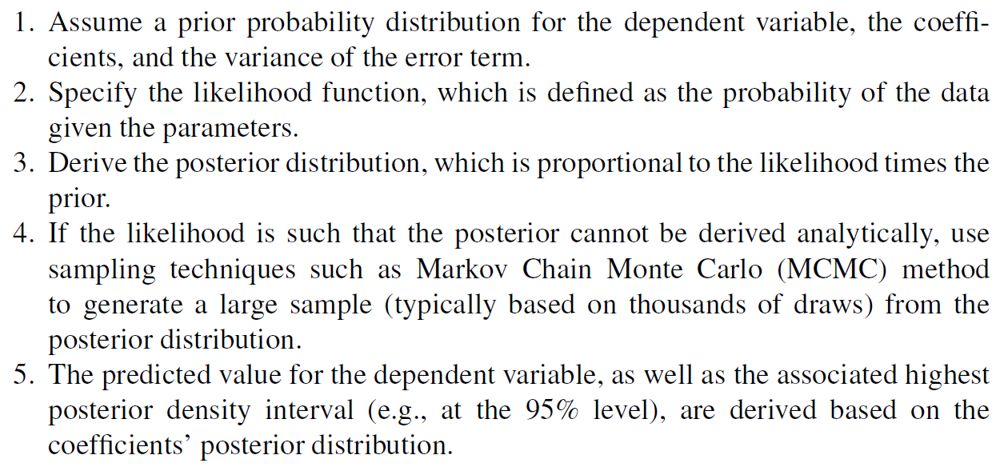 1. Assume a prior probability distribution for the dependent variable, the coeffi-
cients, and the variance of the error term.
2. Specify the likelihood function, which is defined as the probability of the data
given the parameters.
3. Derive the posterior distribution, which is proportional to the likelihood times the
prior.
4. If the likelihood is such that the posterior cannot be derived analytically, use
sampling techniques such as Markov Chain Monte Carlo (MCMC) method
to generate a large sample (typically based on thousands of draws) from the
posterior distribution.
5. The predicted value for the dependent variable, as well as the associated highest
posterior density interval (e.g., at the 95% level), are derived based on the
coefficients’ posterior distribution.